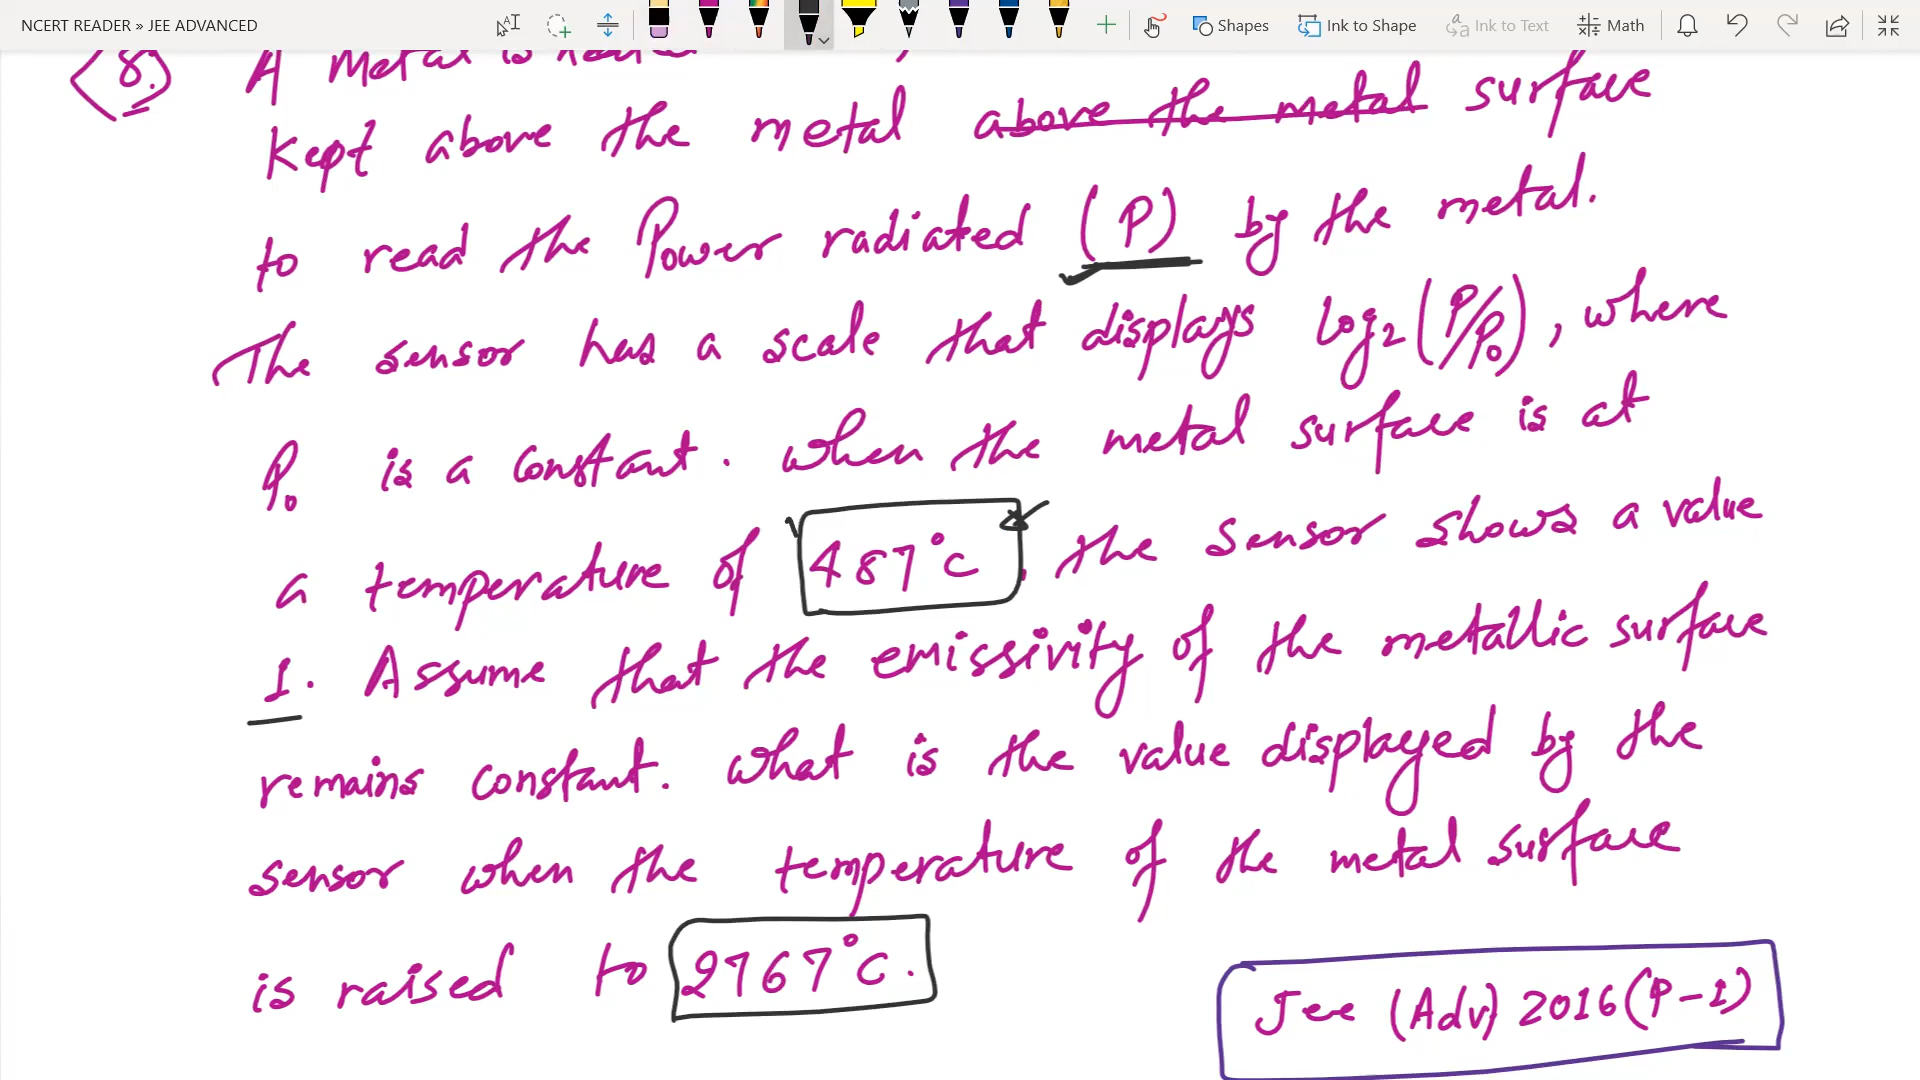 NCERT READER » JEE ADVANCED
Shapes Ink to Shape Ink to Text Math
8. A Metal is
Kept above the metal above the metal surface
to read the Power radiated (P) by the metal.
The sensor has a scale that displays log₂(P/P₀), where
P₀ is a constant. when the metal surface is at
a temperature of 487°C, the sensor shows a value
1. Assume that the emissivity of the metallic surface
remains constant. what is the value displayed by the
sensor when the temperature of the metal surface
is raised to 2767°C.
Jee (Adv) 2016 (P-1)